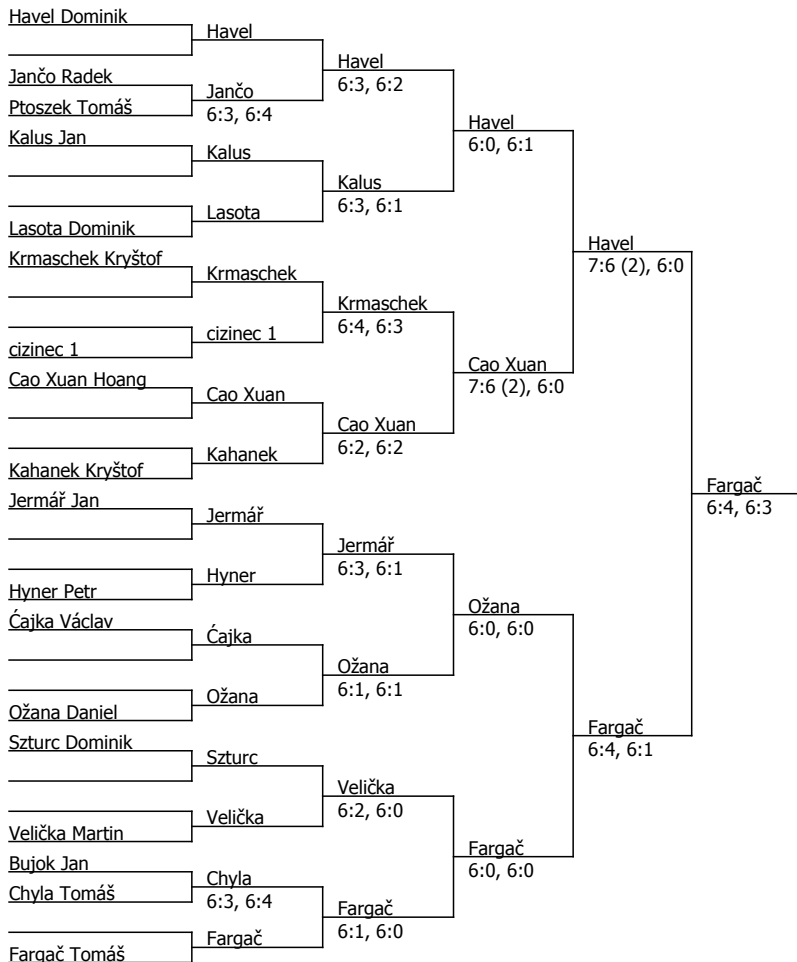 Havel Dominik
Jančo Radek
Ptoszek Tomáš
Kalus Jan
Lasota Dominik
Krmaschek Kryštof
cizinec 1
Cao Xuan Hoang
Kahanek Kryštof
Jermář Jan
Hyner Petr
Ćajka Václav
Ožana Daniel
Szturc Dominik
Velička Martin
Bujok Jan
Chyla Tomáš
Fargač Tomáš
Havel
Jančo
6:3, 6:4
Kalus
Lasota
Krmaschek
cizinec 1
Cao Xuan
Kahanek
Jermář
Hyner
Ćajka
Ožana
Szturc
Velička
Chyla
6:3, 6:4
Fargač
Havel
6:3, 6:2
Kalus
6:3, 6:1
Krmaschek
6:4, 6:3
Cao Xuan
6:2, 6:2
Jermář
6:3, 6:1
Ožana
6:1, 6:1
Velička
6:2, 6:0
Fargač
6:1, 6:0
Havel
6:0, 6:1
Cao Xuan
7:6 (2), 6:0
Ožana
6:0, 6:0
Fargač
6:0, 6:0
Havel
7:6 (2), 6:0
Fargač
6:4, 6:1
Fargač
6:4, 6:3